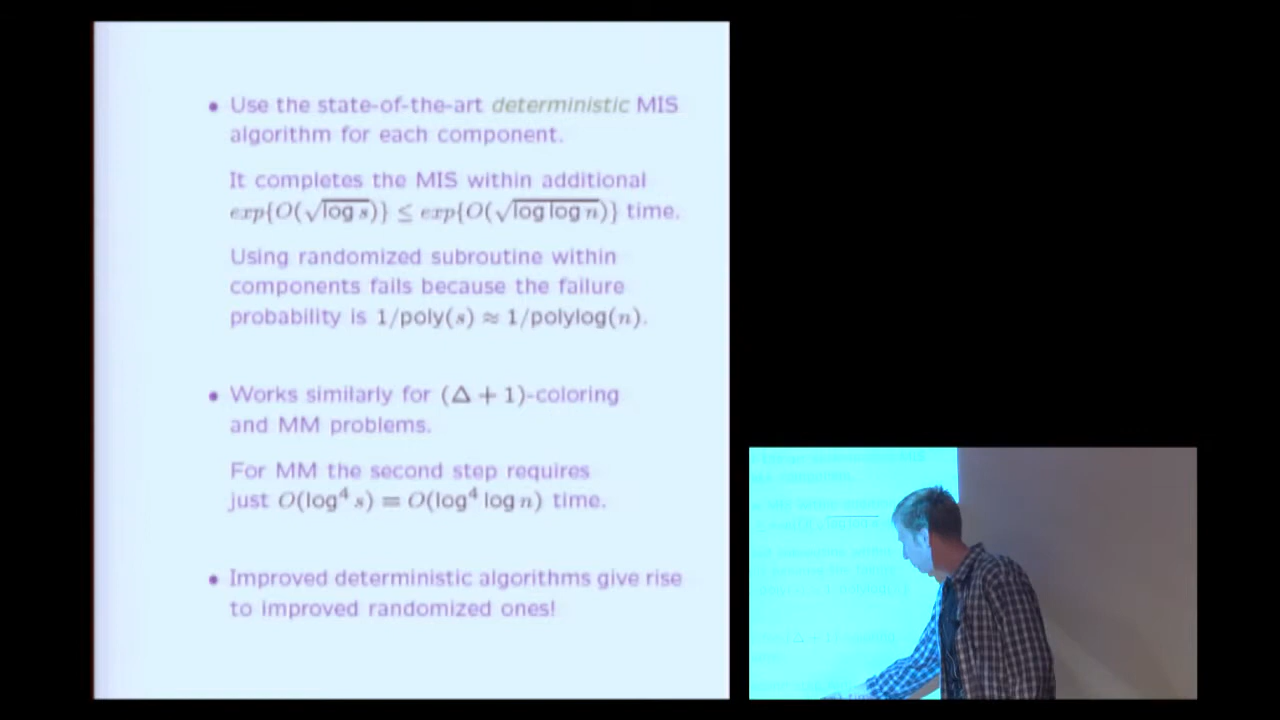 • Use the state-of-the-art deterministic MIS
algorithm for each component.
It completes the MIS within additional
exp{O(√log s)} ≤ exp{O(√log log n)} time.
Using randomized subroutine within
components fails because the failure
probability is 1/poly(s) ≈ 1/polylog(n).
• Works similarly for (Δ + 1)-coloring
and MM problems.
For MM the second step requires
just O(log⁴ s) = O(log⁴ log n) time.
• Improved deterministic algorithms give rise
to improved randomized ones!